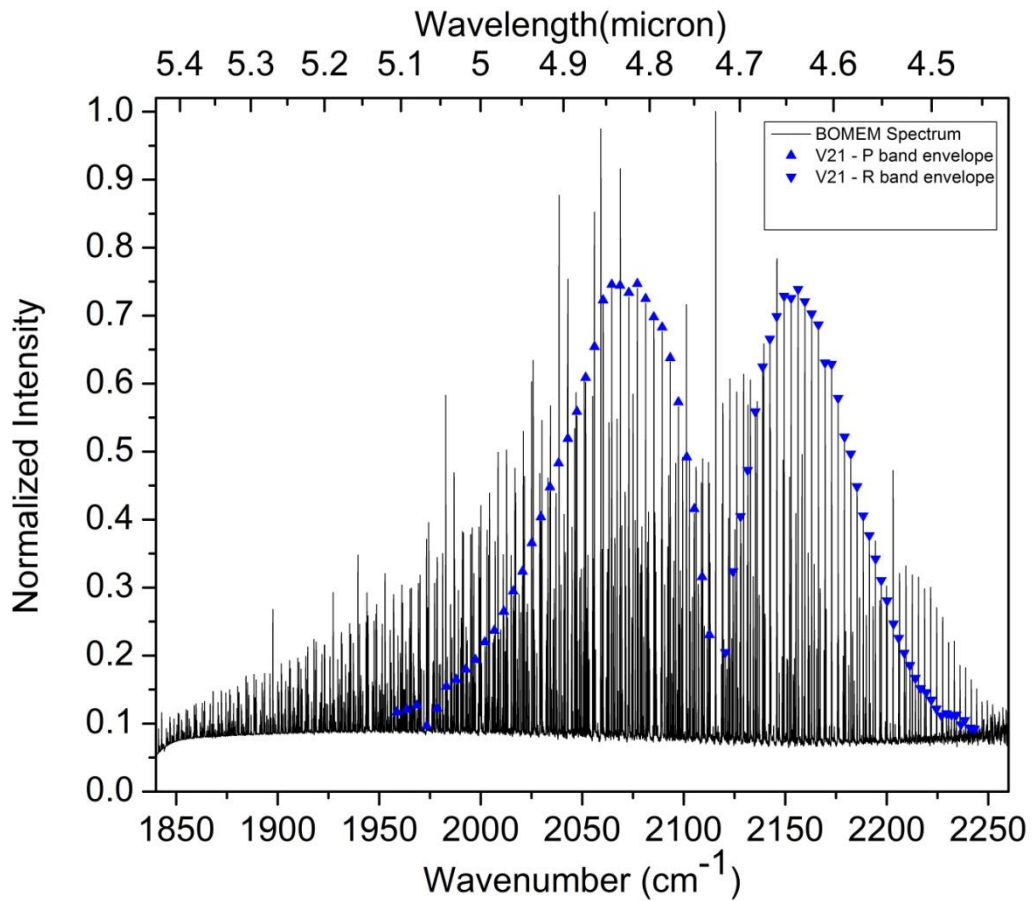 Wavelength(micron)
5.4 5.3 5.2 5.1 5 4.9 4.8 4.7 4.6 4.5
1.0
0.9
0.8
0.7
0.6
0.5
0.4
0.3
0.2
0.1
0.0
Normalized Intensity
BOMEM Spectrum
V21 - P band envelope
V21 - R band envelope
1850 1900 1950 2000 2050 2100 2150 2200 2250
Wavenumber (cm⁻¹)